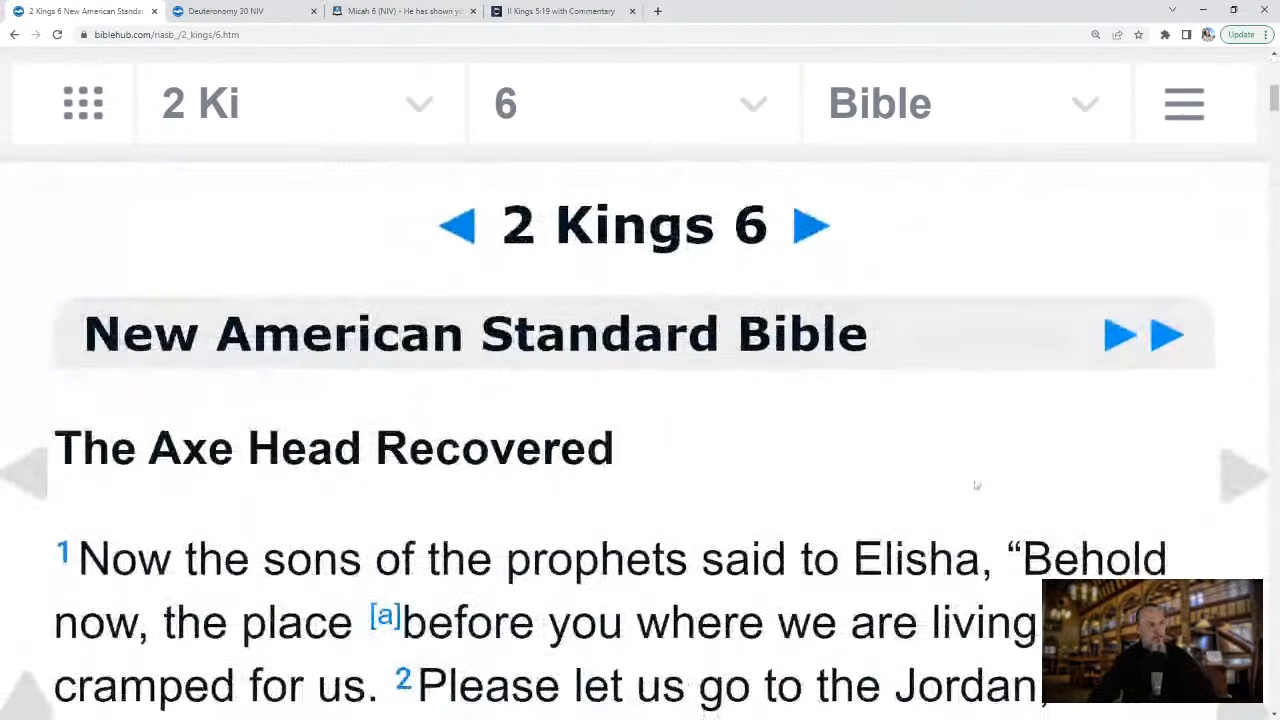 2 Kings 6 New American Standa
Deuteronomy 30 NIV
Micah 6 (NIV) - He has shown yo
II Kings 5:19 with Commentary
biblehub.com/nasb_/2_kings/6.htm
Update
2 Ki
6
Bible
2 Kings 6
New American Standard Bible
The Axe Head Recovered
1 Now the sons of the prophets said to Elisha, “Behold
now, the place [a]before you where we are living
cramped for us. 2 Please let us go to the Jordan,